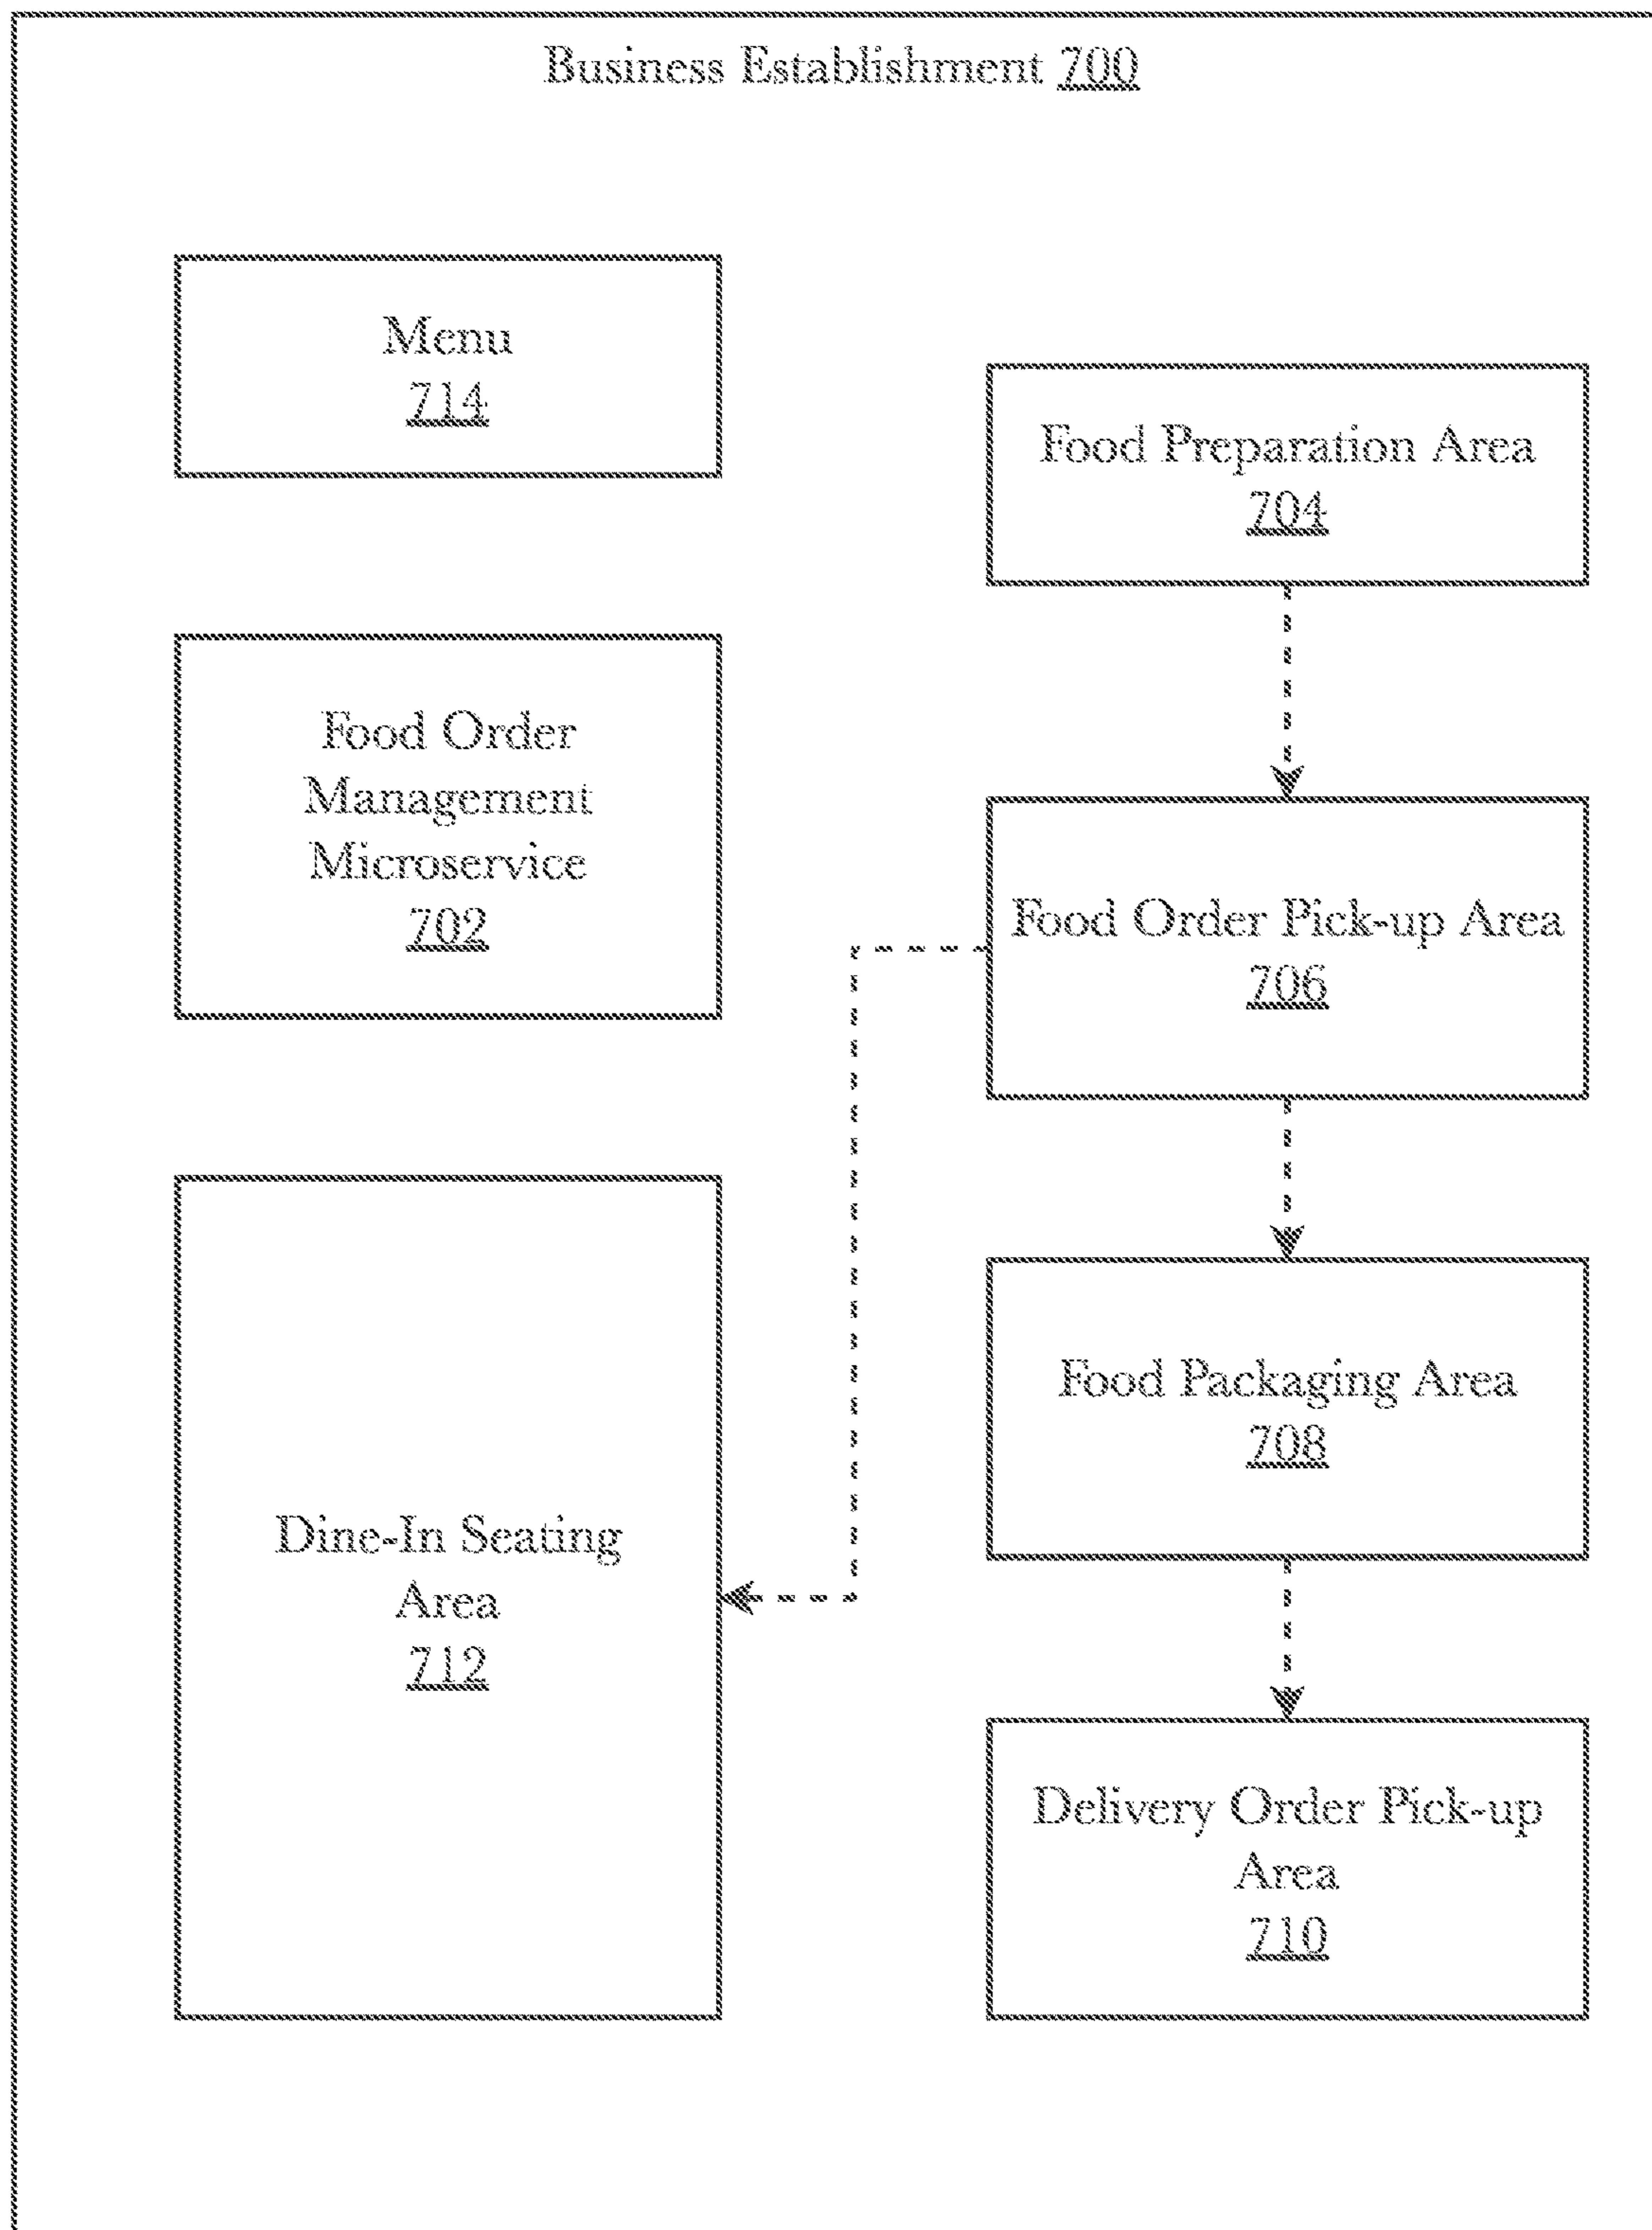 Business Establishment 700
Menu
714
Food Preparation Area
704
Food Order
Management
Microservice
702
Food Order Pick-up Area
706
Food Packaging Area
708
Dine-In Seating
Area
712
Delivery Order Pick-up
Area
710